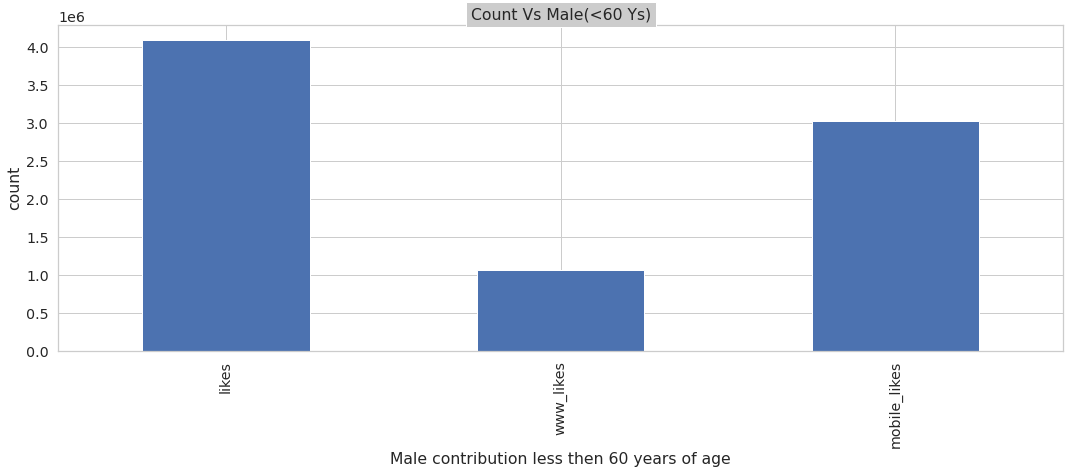 Count Vs Male(<60 Ys)
1e6
4.0
3.5
3.0
2.5
2.0
1.5
1.0
0.5
0.0
count
likes
www_likes
mobile_likes
Male contribution less then 60 years of age